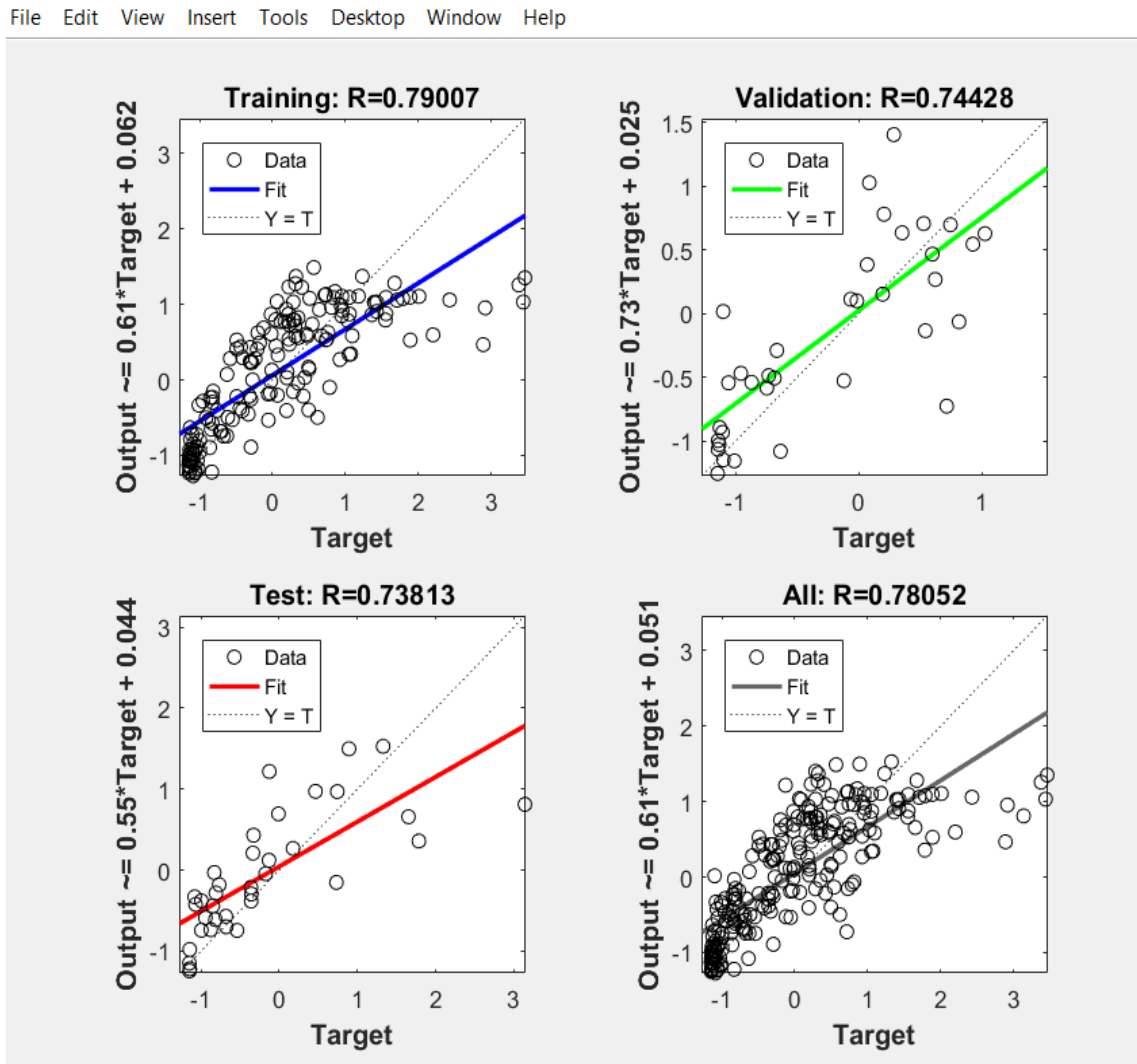 File Edit View Insert Tools Desktop Window Help
Training: R=0.79007
Output ~= 0.61*Target + 0.062
Data
Fit
Y = T
3
2
1
0
-1
-1 0 1 2 3
Target
Validation: R=0.74428
Output ~= 0.73*Target + 0.025
Data
Fit
Y = T
1.5
1
0.5
0
-0.5
-1
-1 0 1
Target
Test: R=0.73813
Output ~= 0.55*Target + 0.044
Data
Fit
Y = T
3
2
1
0
-1
-1 0 1 2 3
Target
All: R=0.78052
Output ~= 0.61*Target + 0.051
Data
Fit
Y = T
3
2
1
0
-1
-1 0 1 2 3
Target